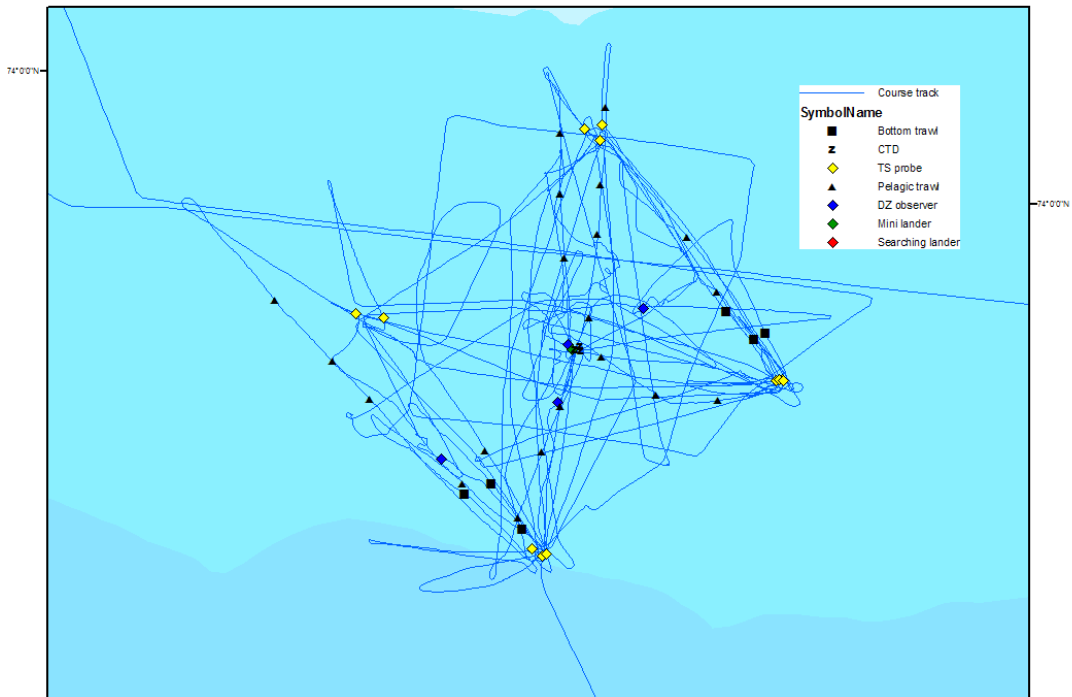 74°0'0"N
Course track
SymbolName
Bottom trawl
z CTD
TS probe
Pelagic trawl
74°0'0"N
DZ observer
Mini lander
Searching lander
z